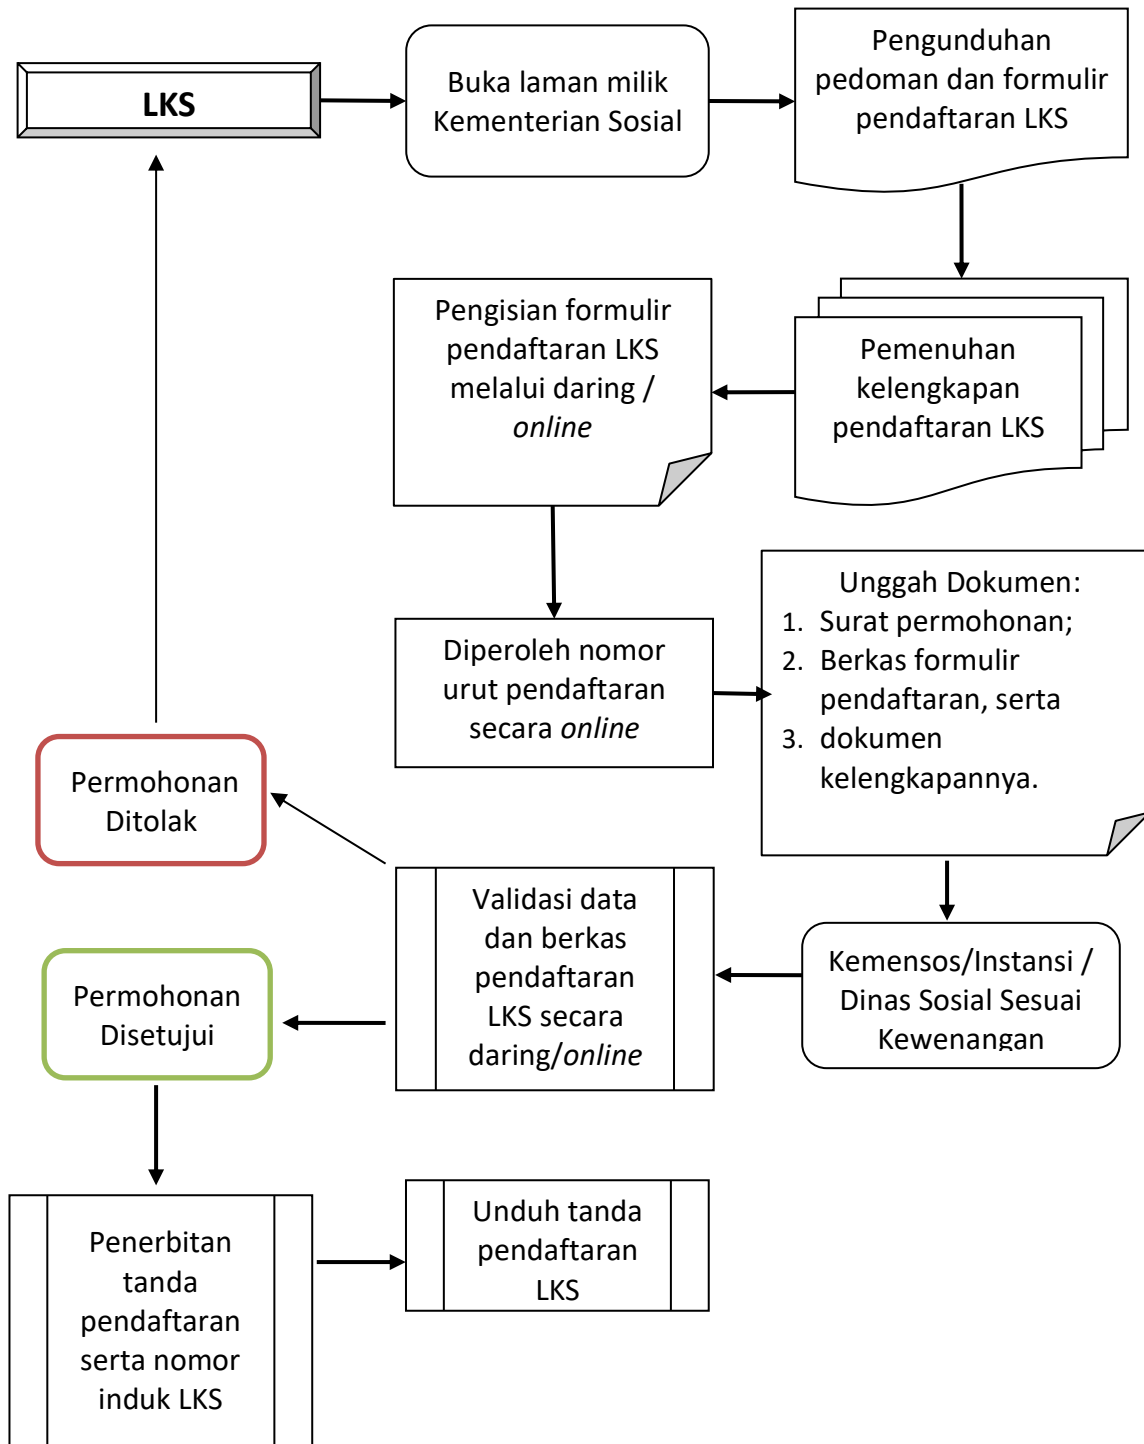 LKS
Buka laman milik
Kementerian Sosial
Pengunduhan
pedoman dan formulir
pendaftaran LKS
Pemenuhan
kelengkapan
pendaftaran LKS
Pengisian formulir
pendaftaran LKS
melalui daring /
online
Diperoleh nomor
urut pendaftaran
secara online
Unggah Dokumen:
1. Surat permohonan;
2. Berkas formulir
pendaftaran, serta
3. dokumen
kelengkapannya.
Kemensos/Instansi /
Dinas Sosial Sesuai
Kewenangan
Validasi data
dan berkas
pendaftaran
LKS secara
daring/online
Permohonan
Ditolak
Permohonan
Disetujui
Penerbitan
tanda
pendaftaran
serta nomor
induk LKS
Unduh tanda
pendaftaran
LKS